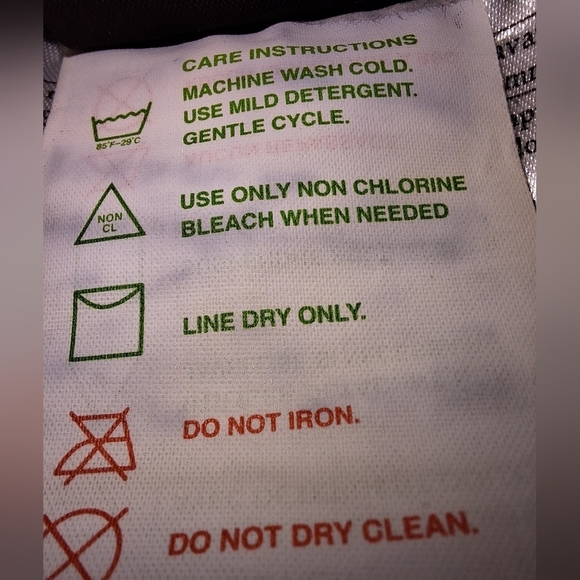 CARE INSTRUCTIONS
MACHINE WASH COLD.
USE MILD DETERGENT.
GENTLE CYCLE.
85°F-29°C
USE ONLY NON CHLORINE
BLEACH WHEN NEEDED
NON
CL
LINE DRY ONLY.
DO NOT IRON.
DO NOT DRY CLEAN.